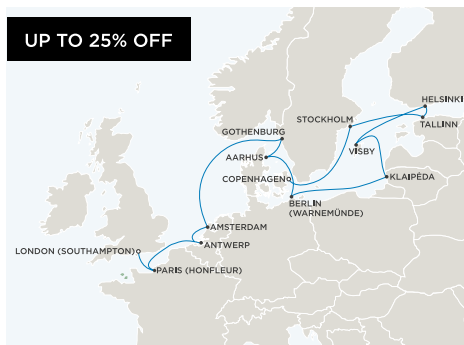 UP TO 25% OFF
HELSINKI
STOCKHOLM
TALLINN
GOTHENBURG
VISBY
AARHUS
COPENHAGEN
KLAIPÉDA
BERLIN
(WARNEMÜNDE)
AMSTERDAM
ANTWERP
LONDON (SOUTHAMPTON)
PARIS (HONFLEUR)